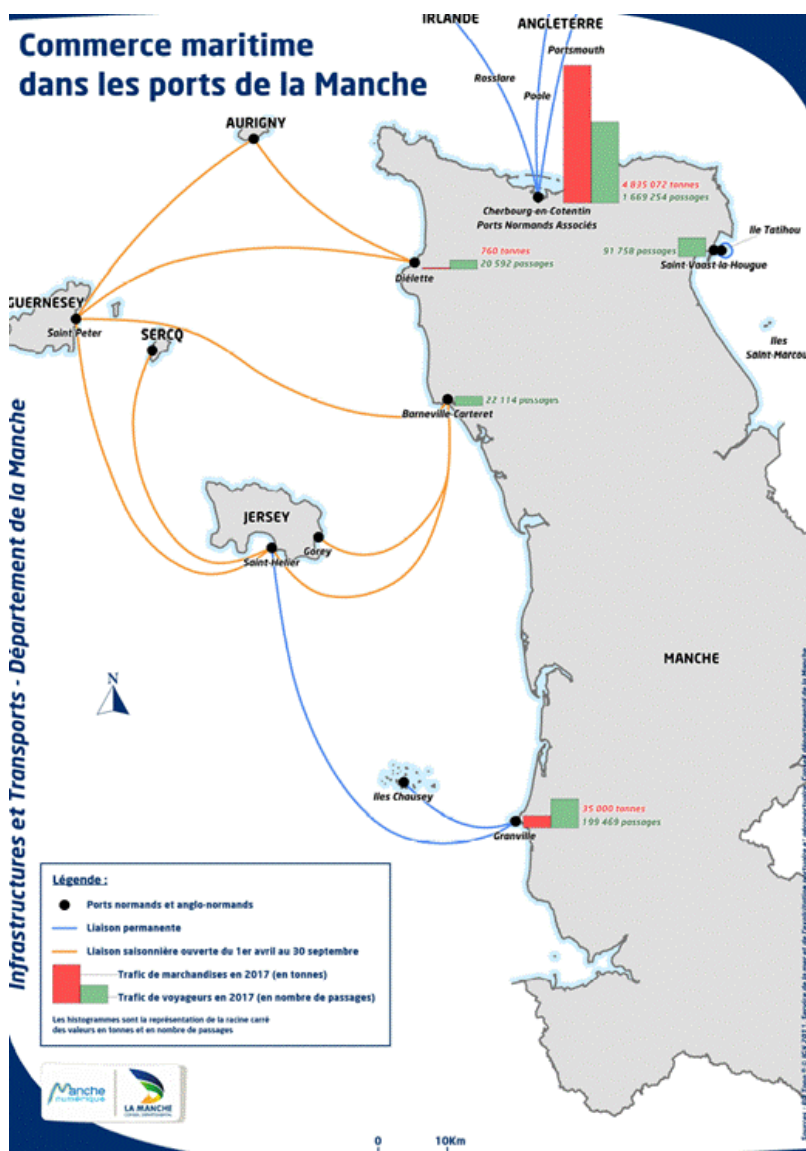 Commerce maritime
dans les ports de la Manche
IRLANDE
ANGLETERRE
Portsmouth
Rosslare
Poole
AURIGNY
4 835 072 tonnes
1 669 254 passages
Cherbourg-en-Cotentin
Ports Normands Associés
Ile Tatihou
91 758 passages
Saint-Vaast-la-Hougue
760 tonnes
20 592 passages
Diélette
GUERNESEY
Saint Peter
SERCQ
Iles
Saint-Marcouf
22 114 passages
Barneville-Carteret
JERSEY
Gorey
Saint-Helier
MANCHE
N
Iles Chausey
35 000 tonnes
199 469 passages
Granville
Infrastructures et Transports - Département de la Manche
Légende :
Ports normands et anglo-normands
Liaison permanente
Liaison saisonnière ouverte du 1er avril au 30 septembre
Trafic de marchandises en 2017 (en tonnes)
Trafic de voyageurs en 2017 (en nombre de passages)
Les histogrammes sont la représentation de la racine carré
des valeurs en tonnes et en nombre de passages
Manche
numérique
LA MANCHE
CONSEIL DÉPARTEMENTAL
0 10Km